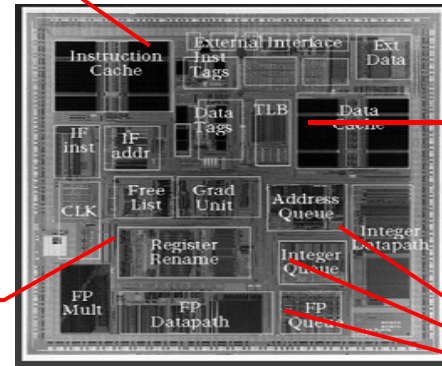 External Interface
Instruction
Cache
Inst
Tags
Ext
Data
Data
Tags
TLB
Data
Cache
IF
inst
IF
addr
CLK
Free
List
Grad
Unit
Address
Queue
Integer
Datapath
Register
Rename
Integer
Queue
FP
Mult
FP
Datapath
FP
Queue